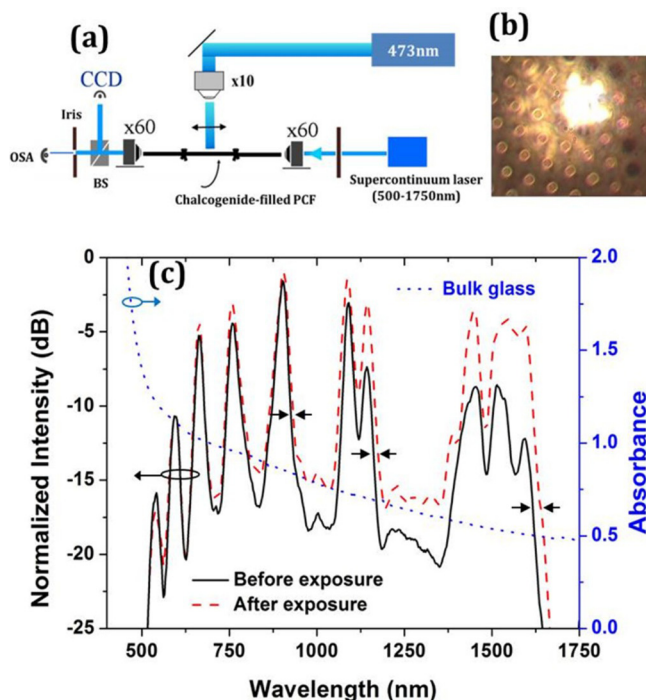 (a)
473nm
(b)
CCD
x10
Iris
x60
x60
OSA
BS
Chalcogenide-filled PCF
Supercontinuum laser
(500-1750nm)
(c)
Normalized Intensity (dB)
0
-5
-10
-15
-20
-25
Bulk glass
Before exposure
After exposure
2.0
1.5
1.0
0.5
0.0
Absorbance
500
750
1000
1250
1500
1750
Wavelength (nm)